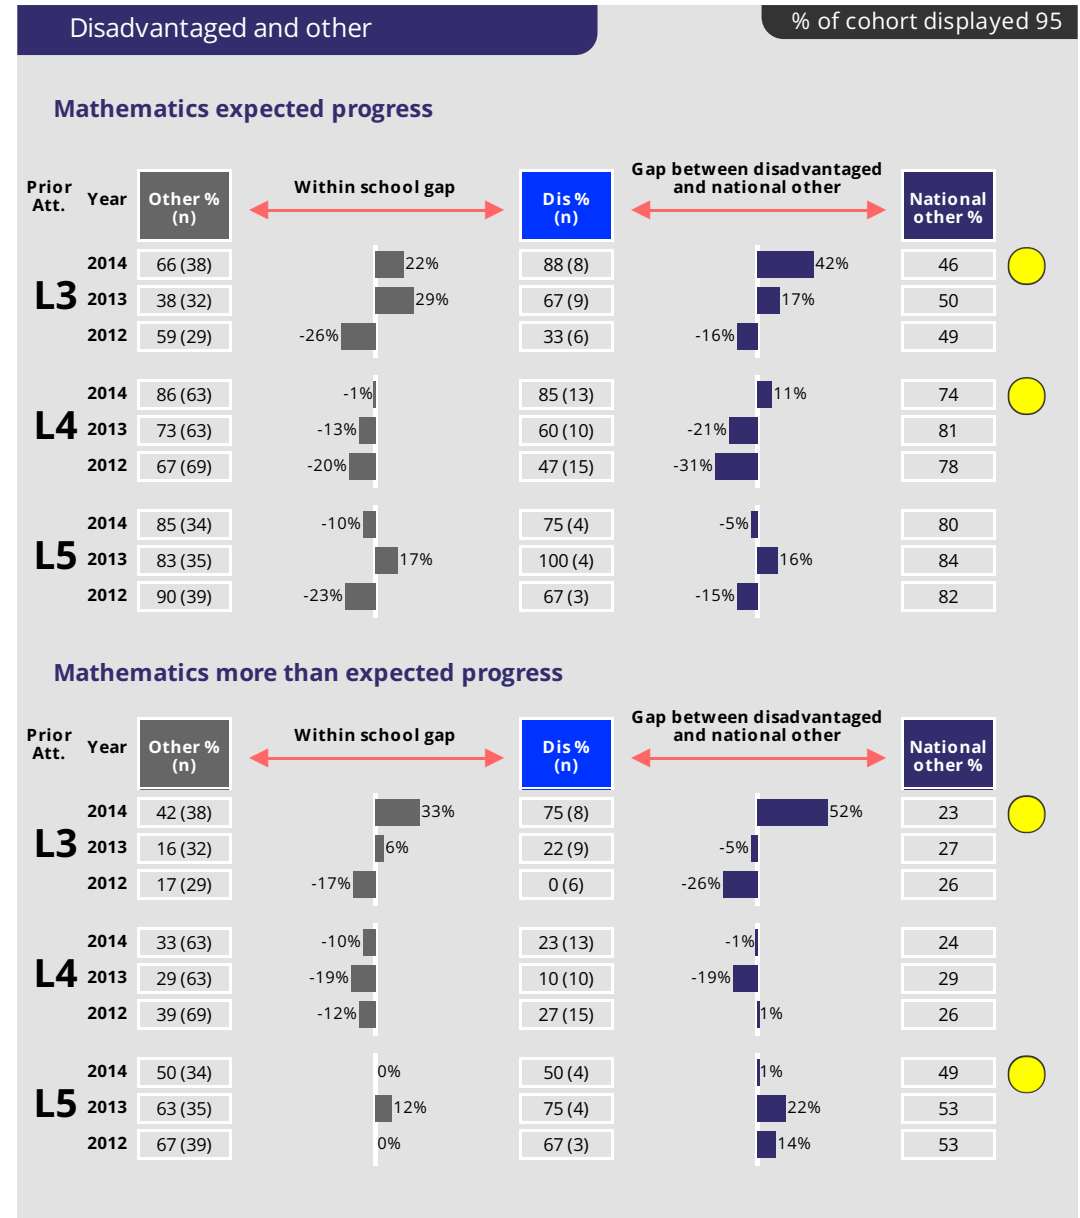 Disadvantaged and other
% of cohort displayed 95
Mathematics expected progress
Prior Att.
Year
Other % (n)
Within school gap
Dis % (n)
Gap between disadvantaged and national other
National other %
L3
2014 66 (38) 22% 88 (8) 42% 46
2013 38 (32) 29% 67 (9) 17% 50
2012 59 (29) -26% 33 (6) -16% 49
L4
2014 86 (63) -1% 85 (13) 11% 74
2013 73 (63) -13% 60 (10) -21% 81
2012 67 (69) -20% 47 (15) -31% 78
L5
2014 85 (34) -10% 75 (4) -5% 80
2013 83 (35) 17% 100 (4) 16% 84
2012 90 (39) -23% 67 (3) -15% 82
Mathematics more than expected progress
Prior Att.
Year
Other % (n)
Within school gap
Dis % (n)
Gap between disadvantaged and national other
National other %
L3
2014 42 (38) 33% 75 (8) 52% 23
2013 16 (32) 6% 22 (9) -5% 27
2012 17 (29) -17% 0 (6) -26% 26
L4
2014 33 (63) -10% 23 (13) -1% 24
2013 29 (63) -19% 10 (10) -19% 29
2012 39 (69) -12% 27 (15) 1% 26
L5
2014 50 (34) 0% 50 (4) 1% 49
2013 63 (35) 12% 75 (4) 22% 53
2012 67 (39) 0% 67 (3) 14% 53